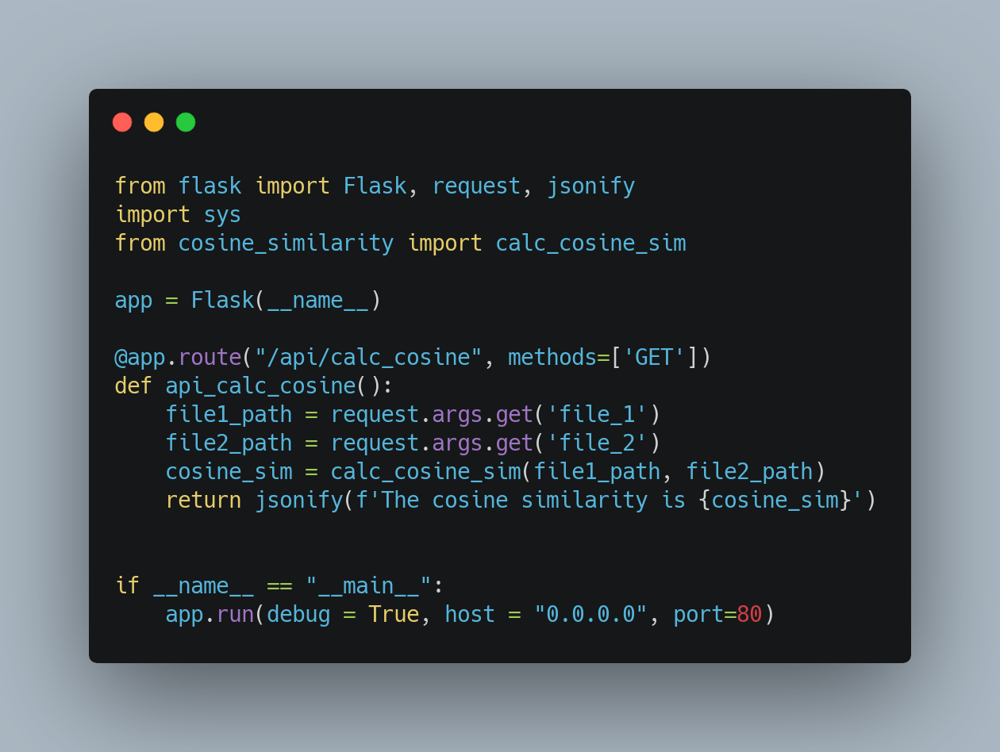 from flask import Flask, request, jsonify
import sys
from cosine_similarity import calc_cosine_sim

app = Flask(__name__)

@app.route("/api/calc_cosine", methods=['GET'])
def api_calc_cosine():
    file1_path = request.args.get('file_1')
    file2_path = request.args.get('file_2')
    cosine_sim = calc_cosine_sim(file1_path, file2_path)
    return jsonify(f'The cosine similarity is {cosine_sim}')


if __name__ == "__main__":
    app.run(debug = True, host = "0.0.0.0", port=80)